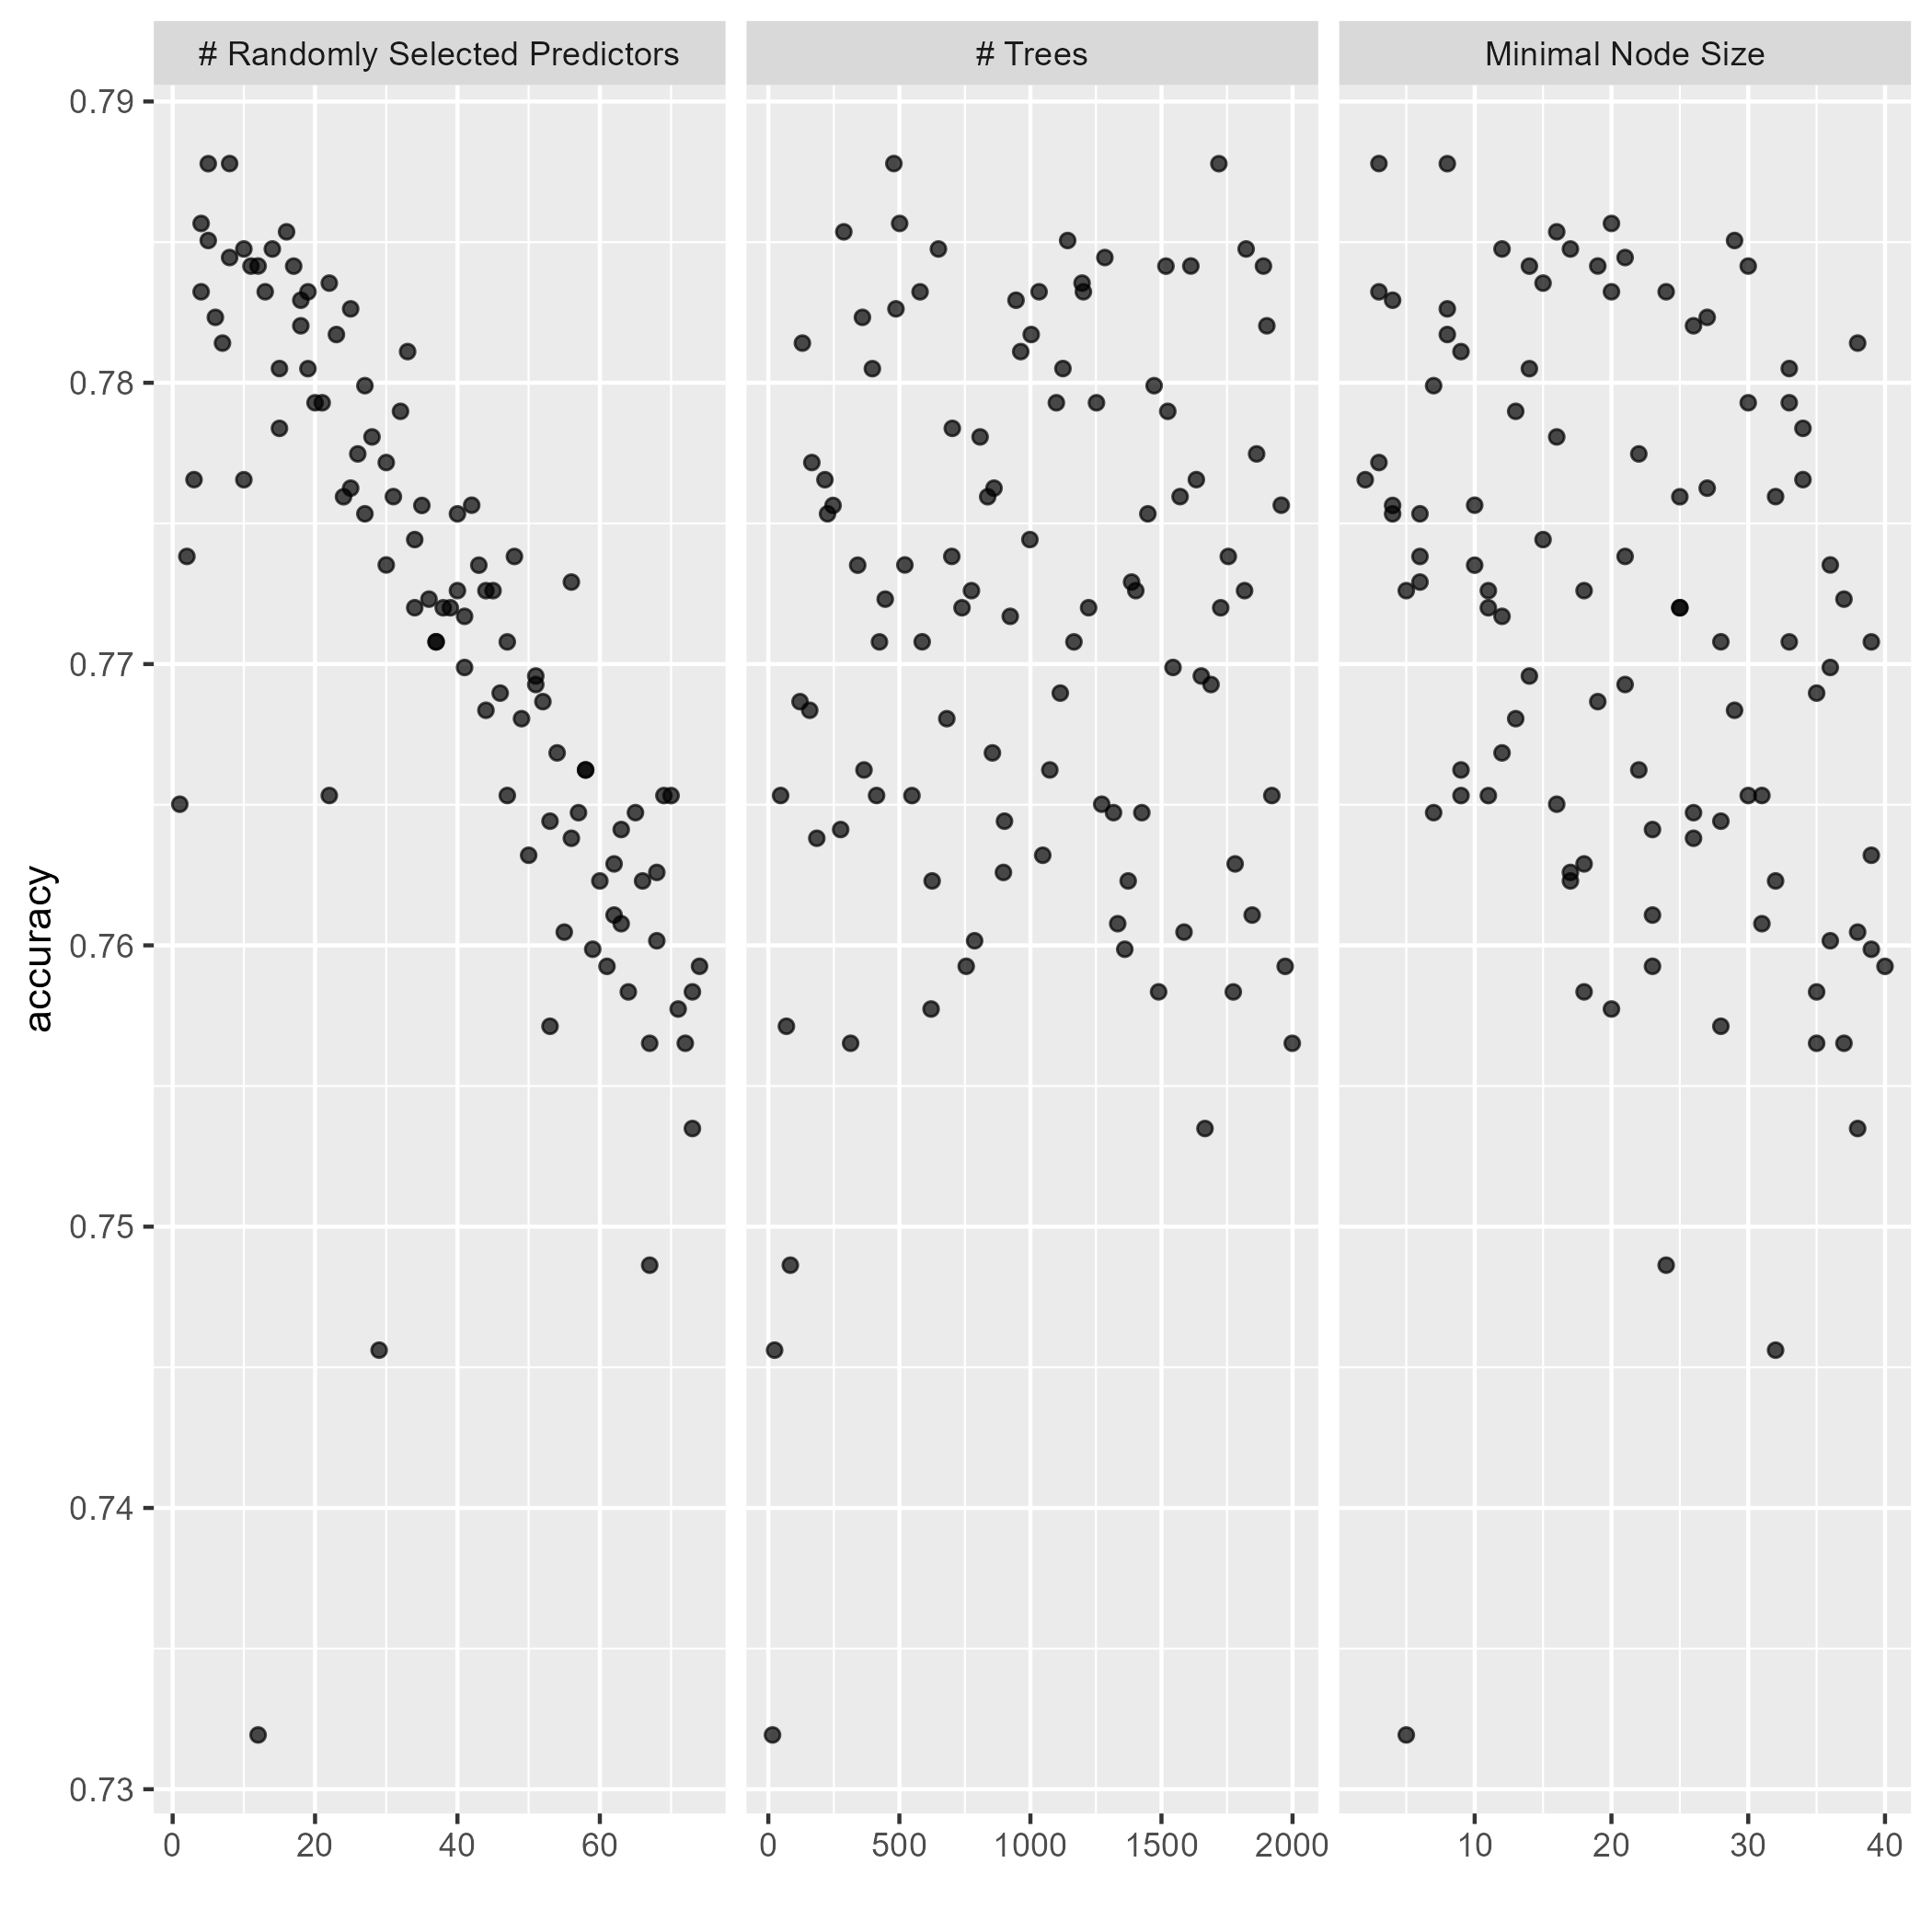 # Randomly Selected Predictors
# Trees
Minimal Node Size
0.79
0.78
0.77
0.76
0.75
0.74
0.73
accuracy
0 20 40 60
0 500 1000 1500 2000
10 20 30 40